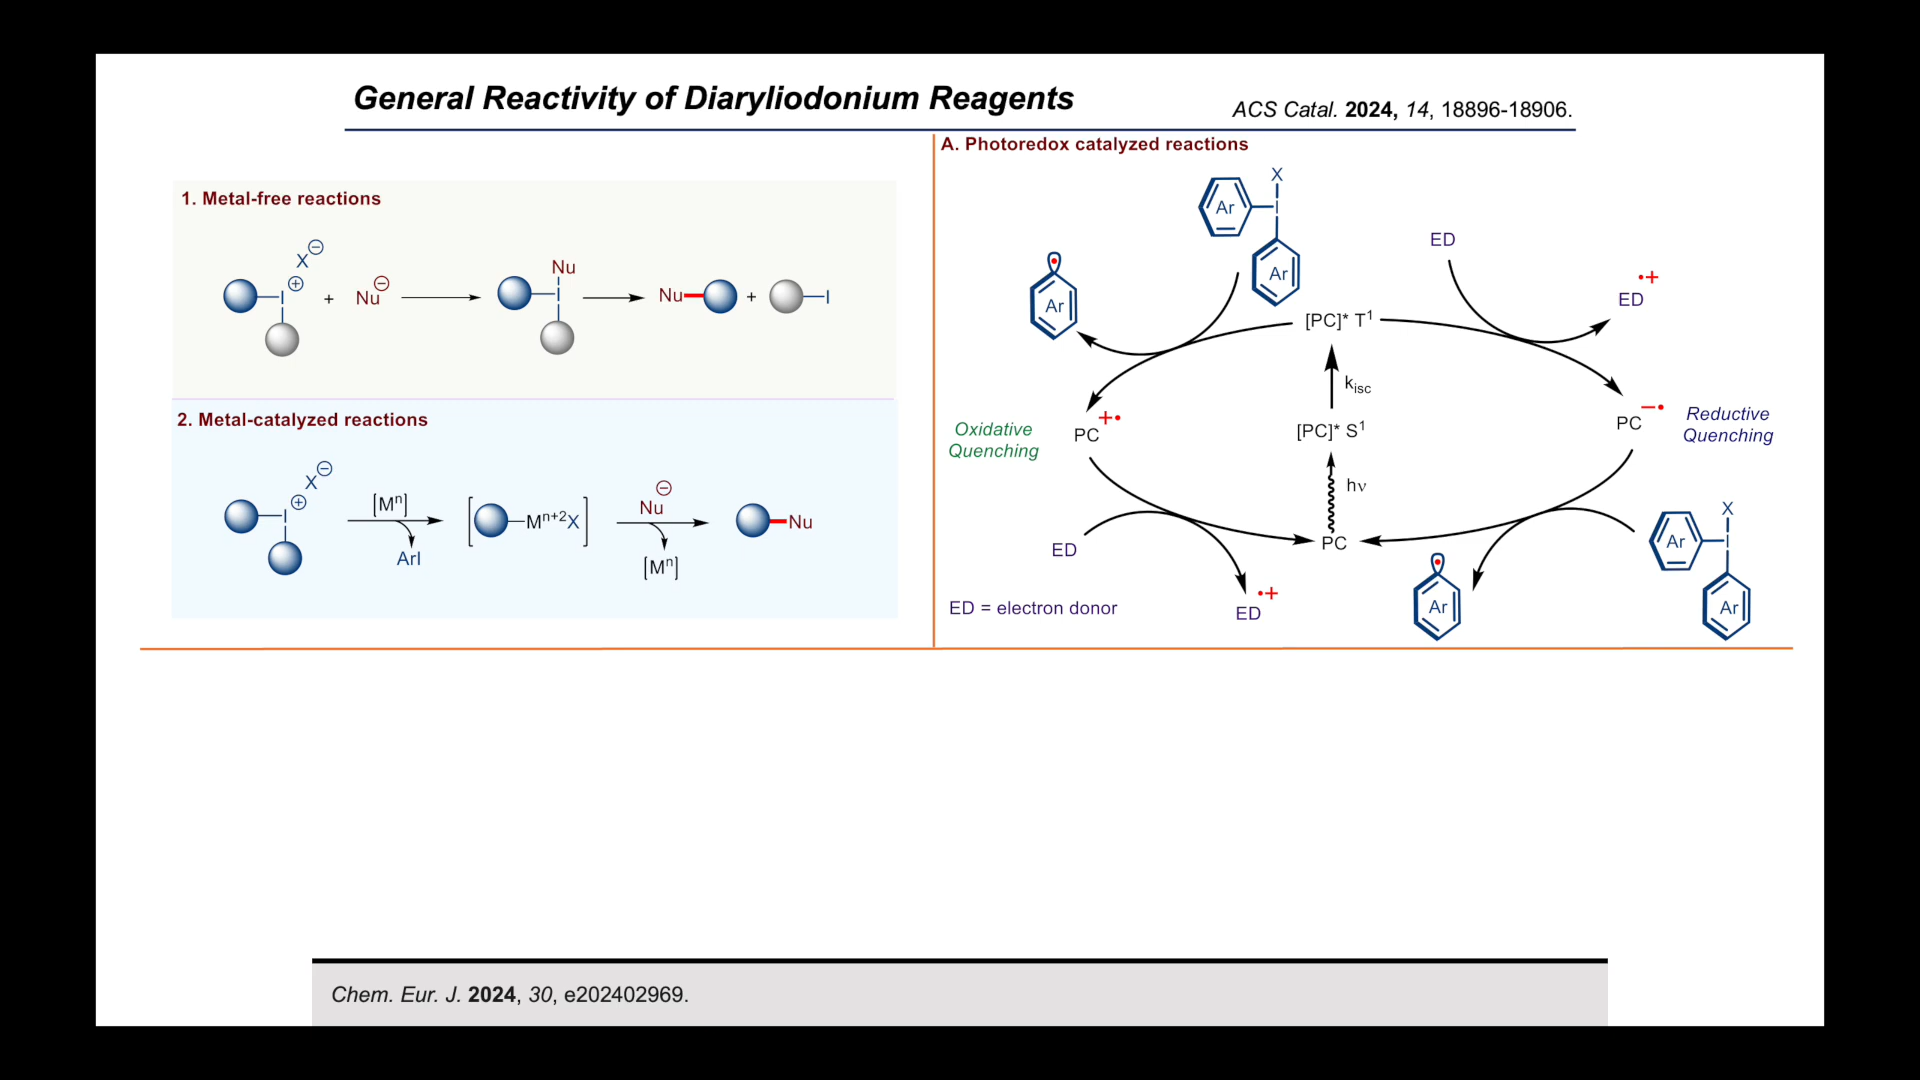 General Reactivity of Diaryliodonium Reagents
ACS Catal. 2024, 14, 18896-18906.
1. Metal-free reactions
X⊖
I⊕
+
Nu⊖
Nu
I
Nu
+
I
2. Metal-catalyzed reactions
X⊖
I⊕
[Mⁿ]
ArI
[Mⁿ⁺²X]
Nu⊖
[Mⁿ]
Nu
A. Photoredox catalyzed reactions
X
Ar
I
Ar
ED
•+
ED
Ar
[PC]* T¹
k_isc
+•
PC
Oxidative
Quenching
[PC]* S¹
−•
PC
Reductive
Quenching
hν
ED
PC
X
Ar
I
Ar
Ar
ED = electron donor
•+
ED
Chem. Eur. J. 2024, 30, e202402969.